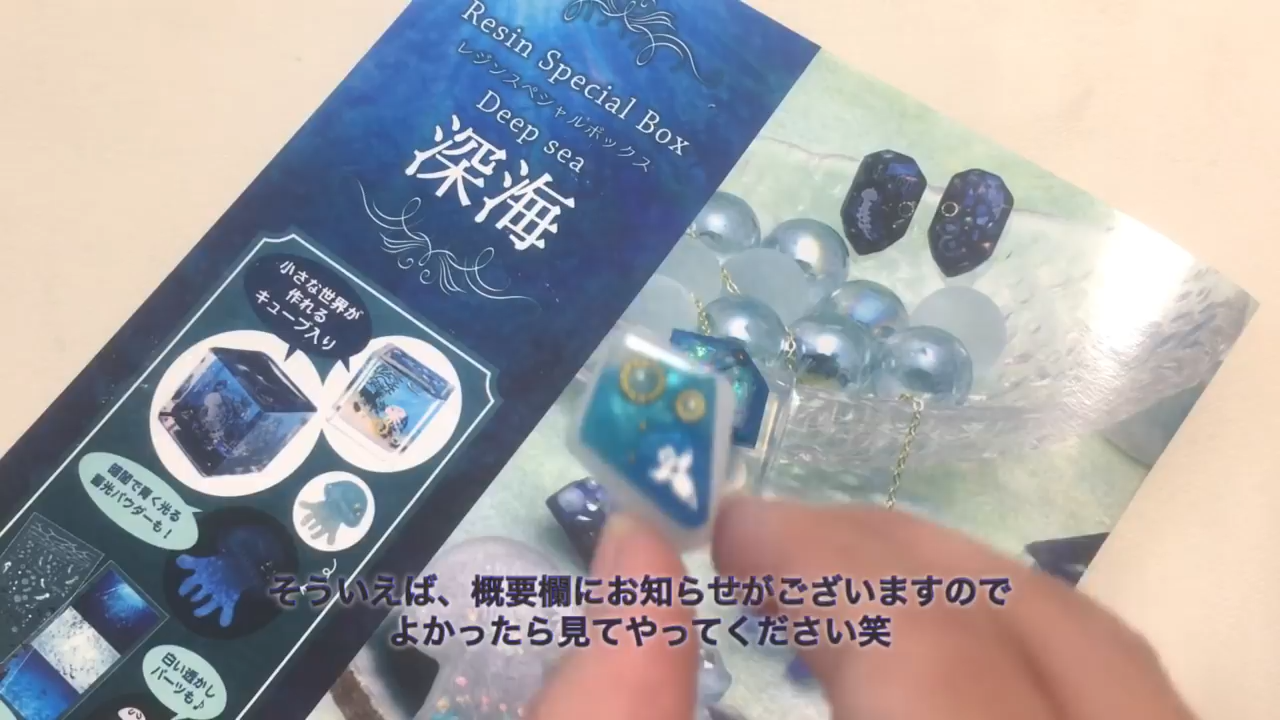 Resin Special Box
レジンスペシャルボックス
Deep sea
深海
小さな世界が
作れる
キューブ入り
暗闇で青く光る
蓄光パウダーも！
白い透かし
パーツも♪
そういえば、概要欄にお知らせがございますので
よかったら見てやってください笑